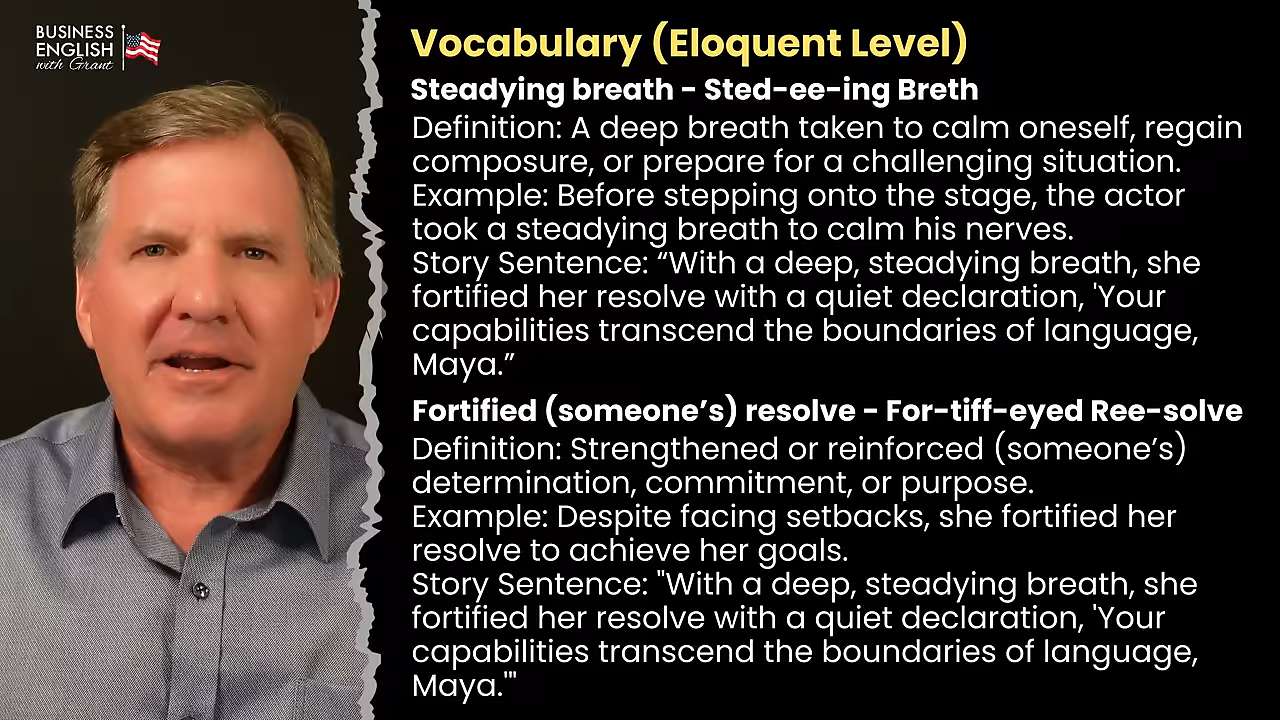 BUSINESS
ENGLISH
with Grant
Vocabulary (Eloquent Level)
Steadying breath - Sted-ee-ing Breth
Definition: A deep breath taken to calm oneself, regain
composure, or prepare for a challenging situation.
Example: Before stepping onto the stage, the actor
took a steadying breath to calm his nerves.
Story Sentence: “With a deep, steadying breath, she
fortified her resolve with a quiet declaration, 'Your
capabilities transcend the boundaries of language,
Maya.”
Fortified (someone’s) resolve - For-tiff-eyed Ree-solve
Definition: Strengthened or reinforced (someone’s)
determination, commitment, or purpose.
Example: Despite facing setbacks, she fortified her
resolve to achieve her goals.
Story Sentence: "With a deep, steadying breath, she
fortified her resolve with a quiet declaration, 'Your
capabilities transcend the boundaries of language,
Maya.'"